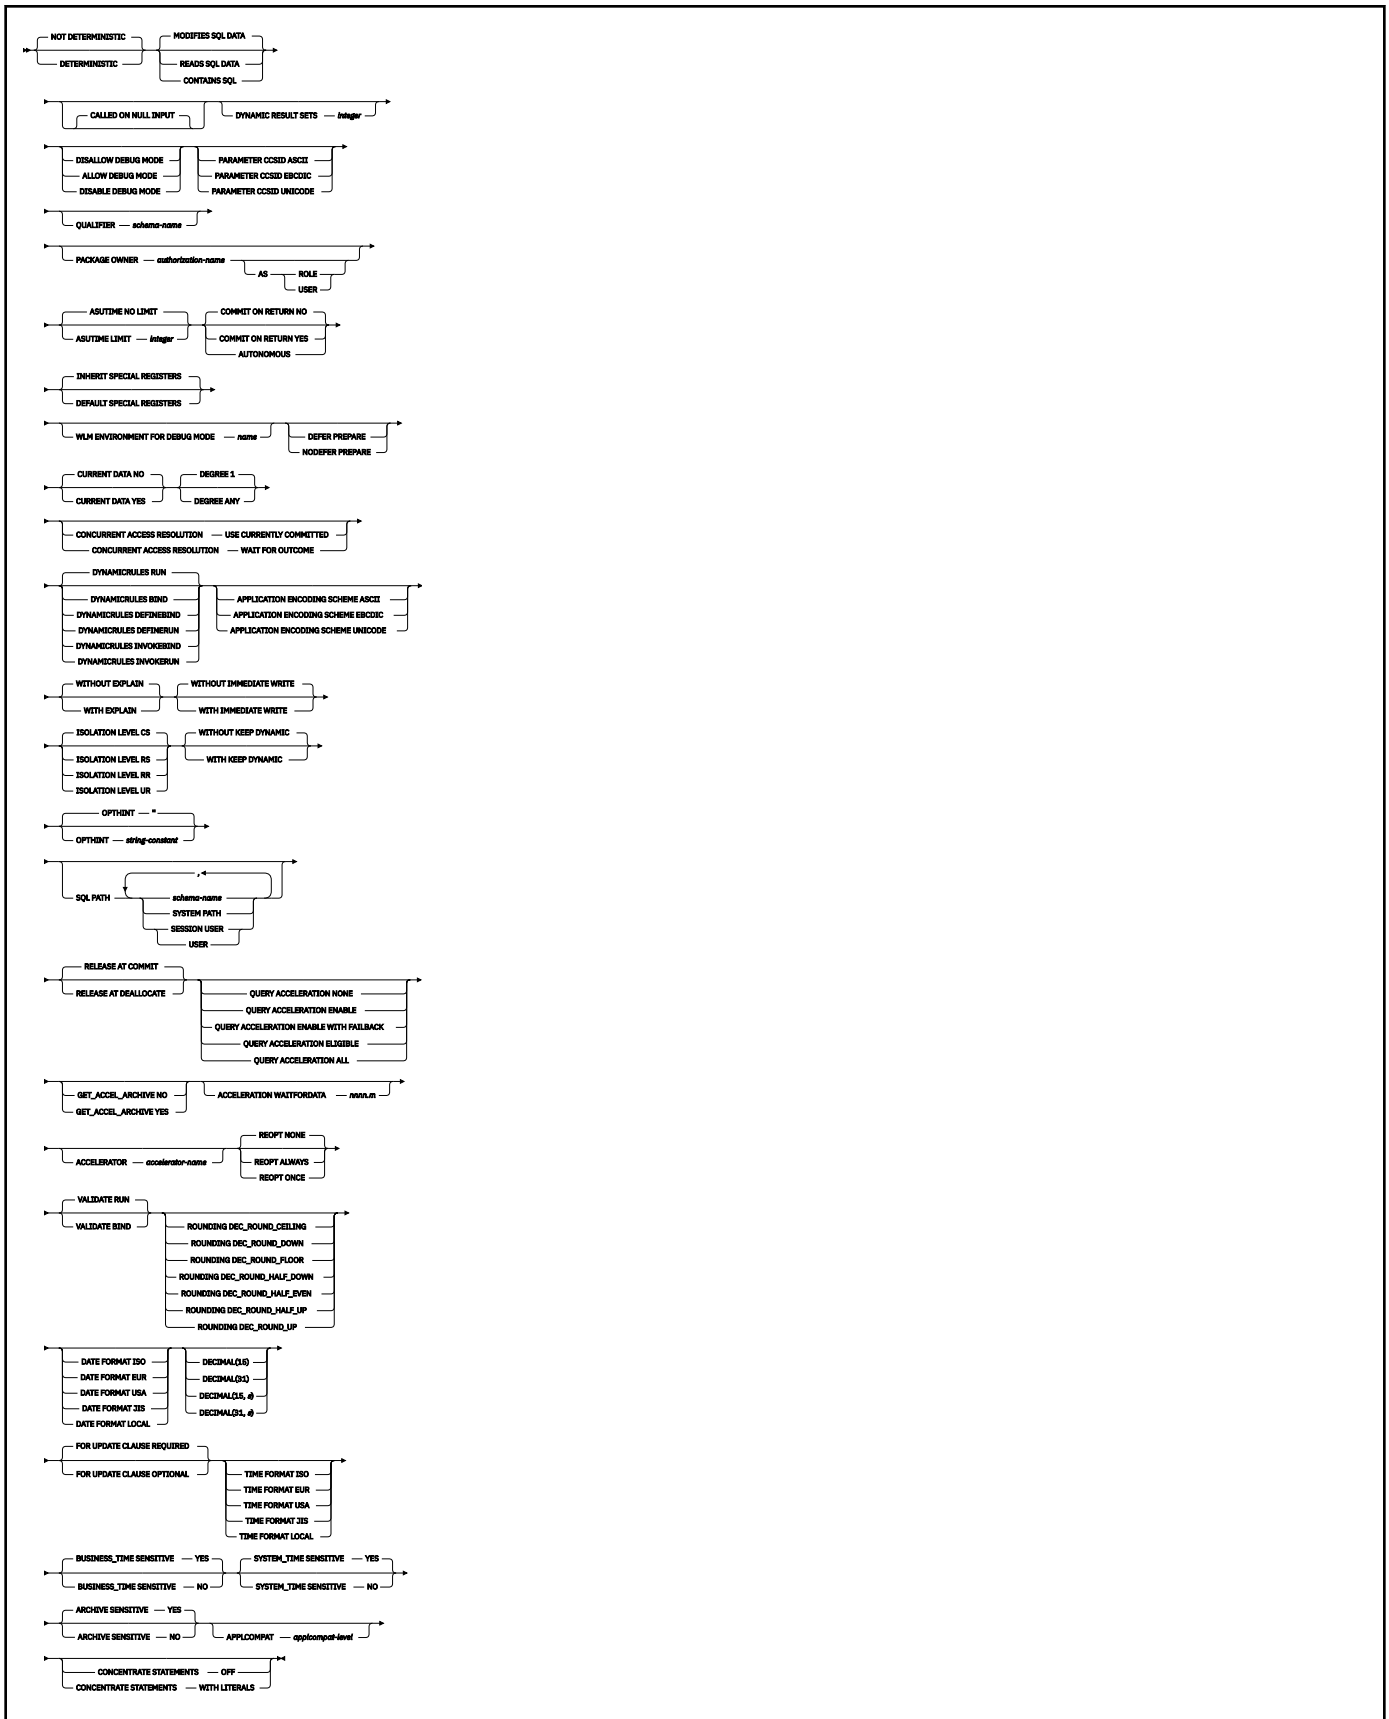 NOT DETERMINISTIC MODIFIES SQL DATA
DETERMINISTIC READS SQL DATA
CONTAINS SQL
CALLED ON NULL INPUT DYNAMIC RESULT SETS integer
DISALLOW DEBUG MODE PARAMETER CCSID ASCII
ALLOW DEBUG MODE PARAMETER CCSID EBCDIC
DISABLE DEBUG MODE PARAMETER CCSID UNICODE
QUALIFIER schema-name
PACKAGE OWNER authorization-name AS ROLE
USER
ASUTIME NO LIMIT COMMIT ON RETURN NO
ASUTIME LIMIT integer COMMIT ON RETURN YES
AUTONOMOUS
INHERIT SPECIAL REGISTERS
DEFAULT SPECIAL REGISTERS
WLM ENVIRONMENT FOR DEBUG MODE name DEFER PREPARE
NODEFER PREPARE
CURRENT DATA NO DEGREE 1
CURRENT DATA YES DEGREE ANY
CONCURRENT ACCESS RESOLUTION USE CURRENTLY COMMITTED
CONCURRENT ACCESS RESOLUTION WAIT FOR OUTCOME
DYNAMICRULES RUN
DYNAMICRULES BIND APPLICATION ENCODING SCHEME ASCII
DYNAMICRULES DEFINEBIND APPLICATION ENCODING SCHEME EBCDIC
DYNAMICRULES DEFINERUN APPLICATION ENCODING SCHEME UNICODE
DYNAMICRULES INVOKEBIND
DYNAMICRULES INVOKERUN
WITHOUT EXPLAIN WITHOUT IMMEDIATE WRITE
WITH EXPLAIN WITH IMMEDIATE WRITE
ISOLATION LEVEL CS WITHOUT KEEP DYNAMIC
ISOLATION LEVEL RS WITH KEEP DYNAMIC
ISOLATION LEVEL RR
ISOLATION LEVEL UR
OPTHINT ''
OPTHINT string-constant
,
SQL PATH schema-name
SYSTEM PATH
SESSION USER
USER
RELEASE AT COMMIT
RELEASE AT DEALLOCATE QUERY ACCELERATION NONE
QUERY ACCELERATION ENABLE
QUERY ACCELERATION ENABLE WITH FAILBACK
QUERY ACCELERATION ELIGIBLE
QUERY ACCELERATION ALL
GET_ACCEL_ARCHIVE NO ACCELERATION WAITFORDATA nnnn.m
GET_ACCEL_ARCHIVE YES
REOPT NONE
ACCELERATOR accelerator-name REOPT ALWAYS
REOPT ONCE
VALIDATE RUN
VALIDATE BIND ROUNDING DEC_ROUND_CEILING
ROUNDING DEC_ROUND_DOWN
ROUNDING DEC_ROUND_FLOOR
ROUNDING DEC_ROUND_HALF_DOWN
ROUNDING DEC_ROUND_HALF_EVEN
ROUNDING DEC_ROUND_HALF_UP
ROUNDING DEC_ROUND_UP
DATE FORMAT ISO DECIMAL(15)
DATE FORMAT EUR DECIMAL(31)
DATE FORMAT USA DECIMAL(15, s)
DATE FORMAT JIS DECIMAL(31, s)
DATE FORMAT LOCAL
FOR UPDATE CLAUSE REQUIRED
FOR UPDATE CLAUSE OPTIONAL TIME FORMAT ISO
TIME FORMAT EUR
TIME FORMAT USA
TIME FORMAT JIS
TIME FORMAT LOCAL
BUSINESS_TIME SENSITIVE YES SYSTEM_TIME SENSITIVE YES
BUSINESS_TIME SENSITIVE NO SYSTEM_TIME SENSITIVE NO
ARCHIVE SENSITIVE YES
ARCHIVE SENSITIVE NO APPLCOMPAT applcompat-level
CONCENTRATE STATEMENTS OFF
CONCENTRATE STATEMENTS WITH LITERALS